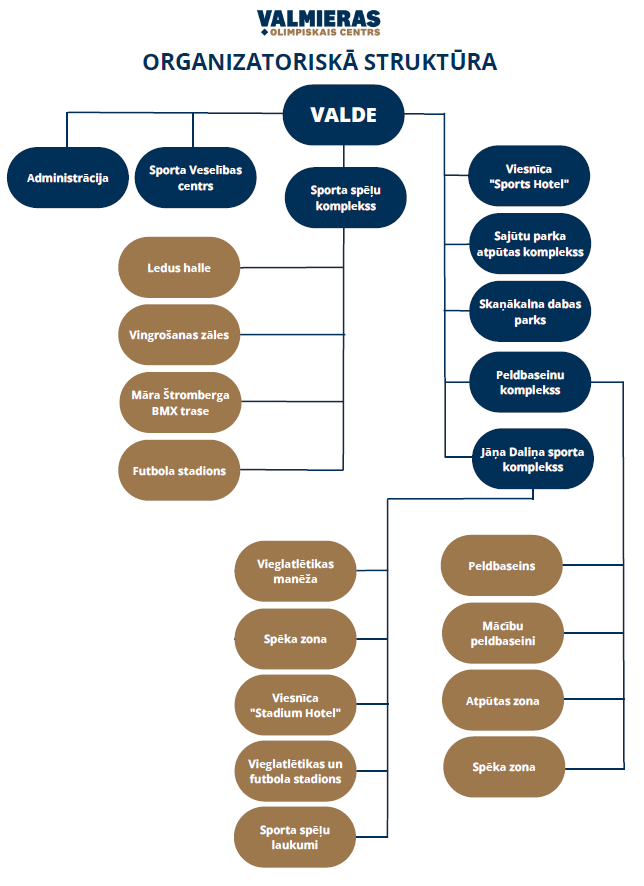 VALMIERAS
OLIMPISKAIS CENTRS
ORGANIZATORISKĀ STRUKTŪRA
VALDE
Administrācija
Sporta Veselības
centrs
Sporta spēļu
komplekss
Viesnīca
"Sports Hotel"
Sajūtu parka
atpūtas komplekss
Skaņākalna dabas
parks
Peldbaseinu
komplekss
Jāņa Daliņa sporta
komplekss
Ledus halle
Vingrošanas zāles
Māra Štromberga
BMX trase
Futbola stadions
Vieglatlētikas
manēža
Spēka zona
Viesnīca
"Stadium Hotel"
Vieglatlētikas un
futbola stadions
Sporta spēļu
laukumi
Peldbaseins
Mācību
peldbaseini
Atpūtas zona
Spēka zona